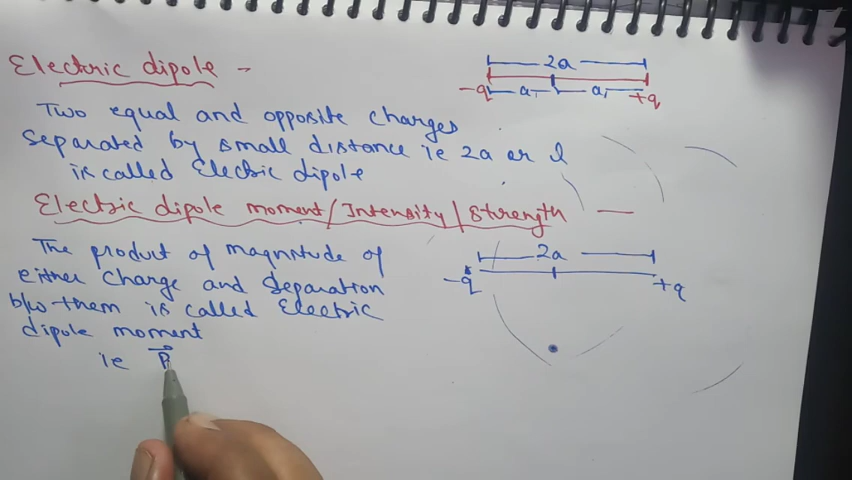 Electric dipole -
2a
-q a, a, +q
Two equal and opposite charges
separated by small distance ie 2a or l
is called Electric dipole
Electric dipole moment/Intensity/Strength —
2a
-q +q
The product of magnitude of
either charge and separation
b/w them is called Electric
dipole moment
ie P